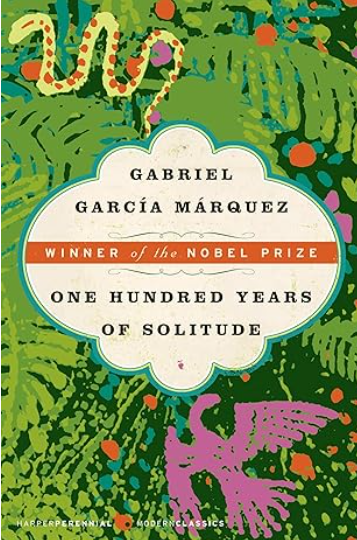 GABRIEL
GARCÍA MÁRQUEZ
WINNER of the NOBEL PRIZE
ONE HUNDRED YEARS
OF SOLITUDE
HARPERPERENNIAL MODERNCLASSICS